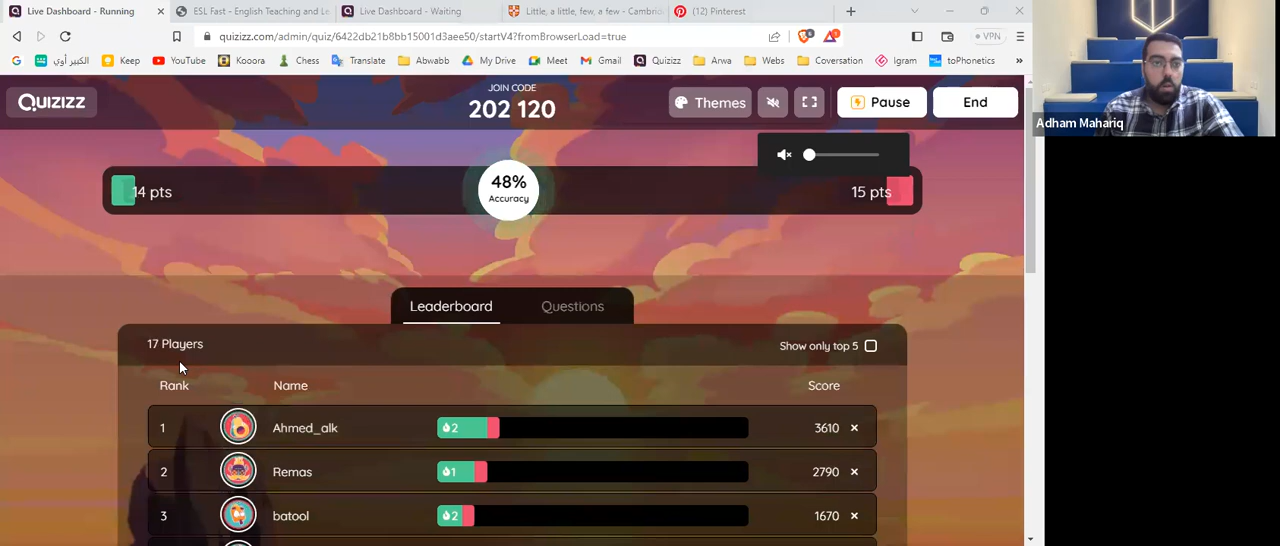 Live Dashboard - Running
ESL Fast - English Teaching and Le
Live Dashboard - Waiting
Little, a little, few, a few - Cambrid
(12) Pinterest
quizizz.com/admin/quiz/6422db21b8bb15001d3aee50/startV4?fromBrowserLoad=true
VPN
الكبير أوي
Keep
YouTube
Kooora
Chess
Translate
Abwabb
My Drive
Meet
Gmail
Quizizz
Arwa
Webs
Coversation
igram
toPhonetics
Quizizz
JOIN CODE
202 120
Themes
Pause
End
14 pts
48%
Accuracy
15 pts
Leaderboard
Questions
17 Players
Show only top 5
Rank Name Score
1 Ahmed_alk 2 3610
2 Remas 1 2790
3 batool 2 1670
Adham Mahariq